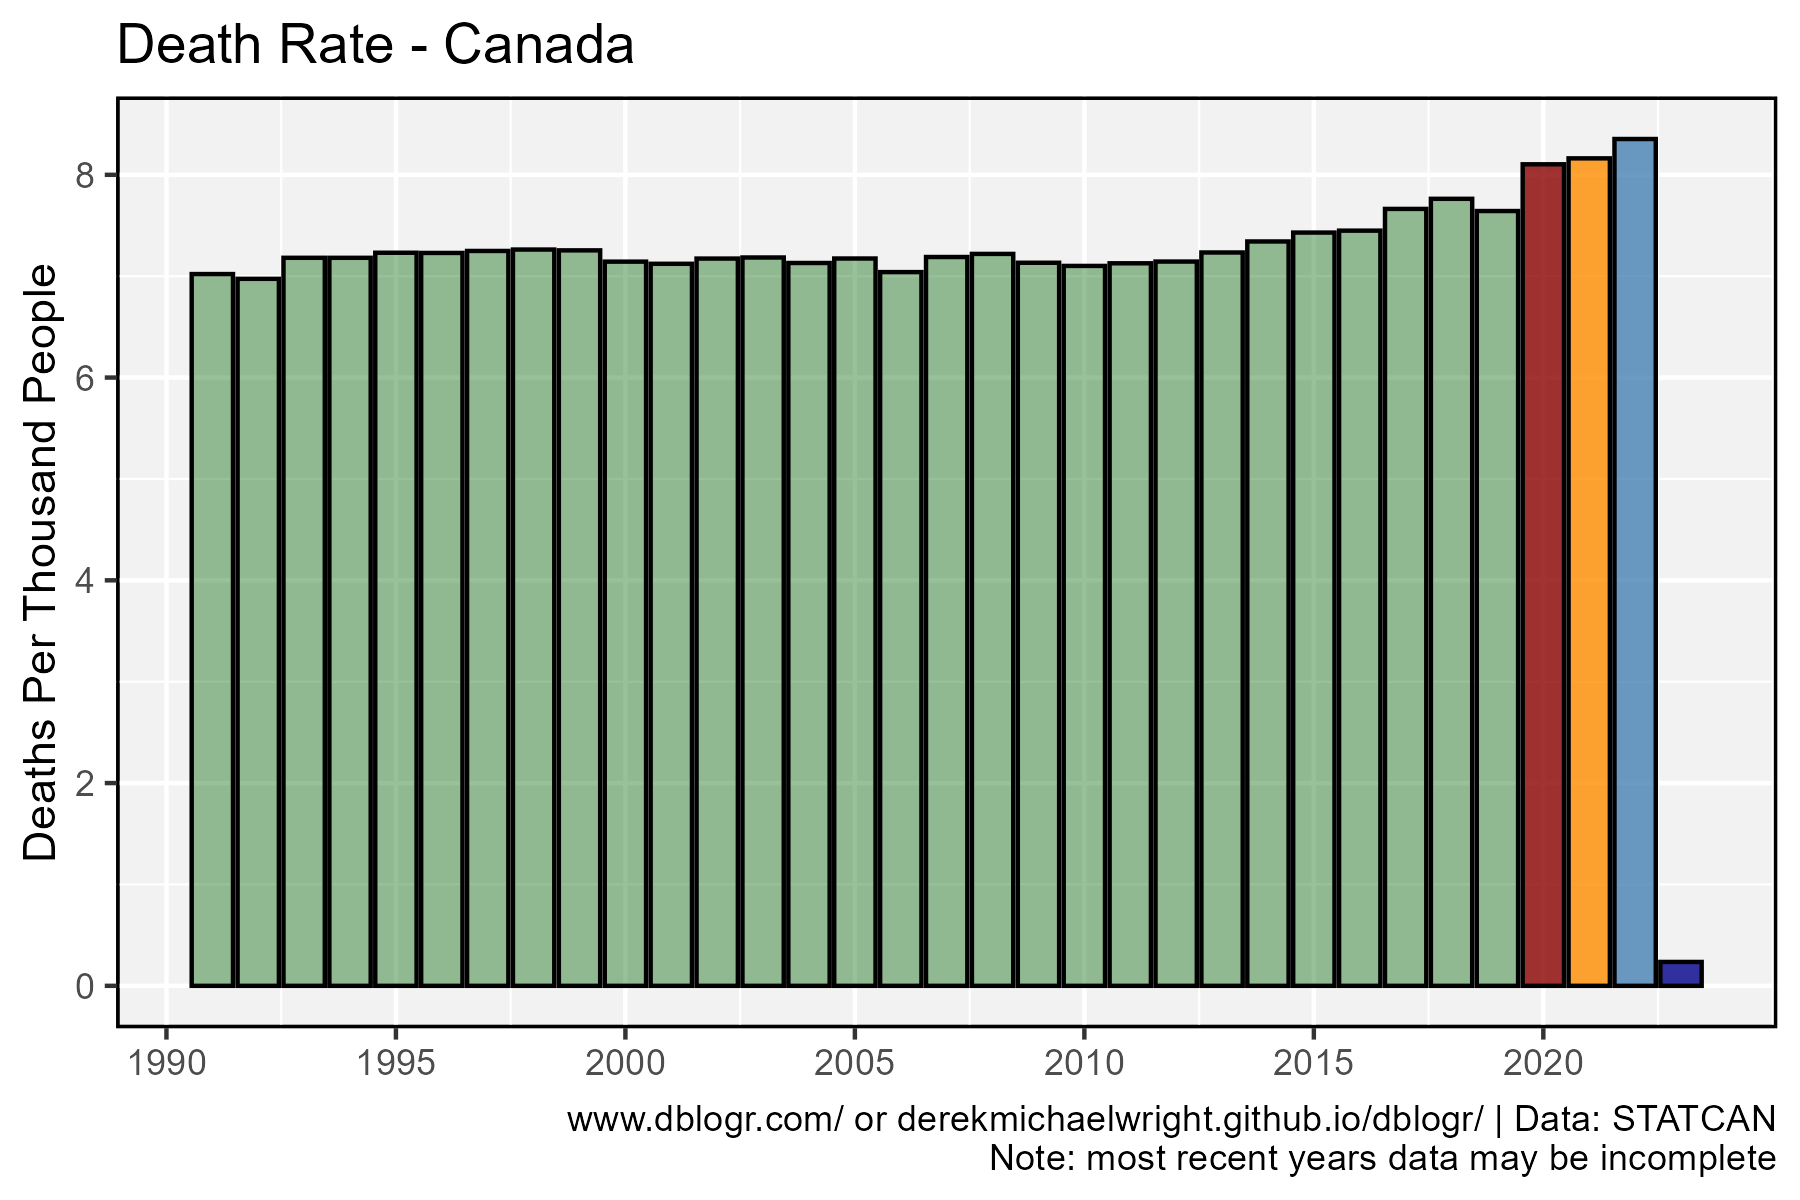 Death Rate - Canada
Deaths Per Thousand People
8
6
4
2
0
1990 1995 2000 2005 2010 2015 2020
www.dblogr.com/ or derekmichaelwright.github.io/dblogr/ | Data: STATCAN
Note: most recent years data may be incomplete